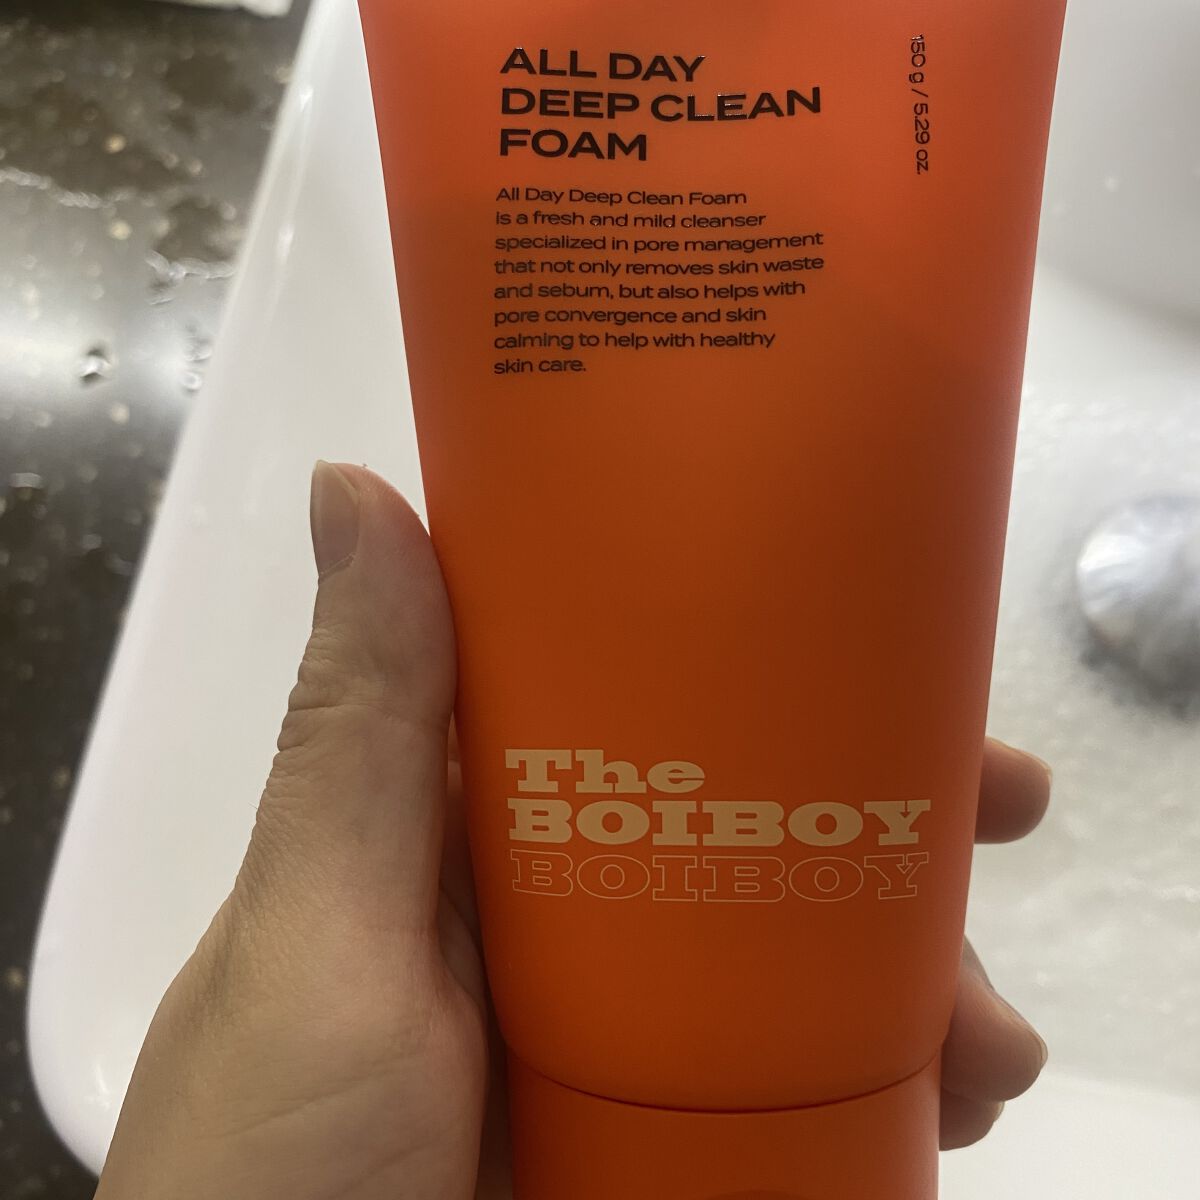 ALL DAY
DEEP CLEAN
FOAM
150 g / 5.29 oz.
All Day Deep Clean Foam
is a fresh and mild cleanser
specialized in pore management
that not only removes skin waste
and sebum, but also helps with
pore convergence and skin
calming to help with healthy
skin care.
The
BOIBOY
BOIBOY